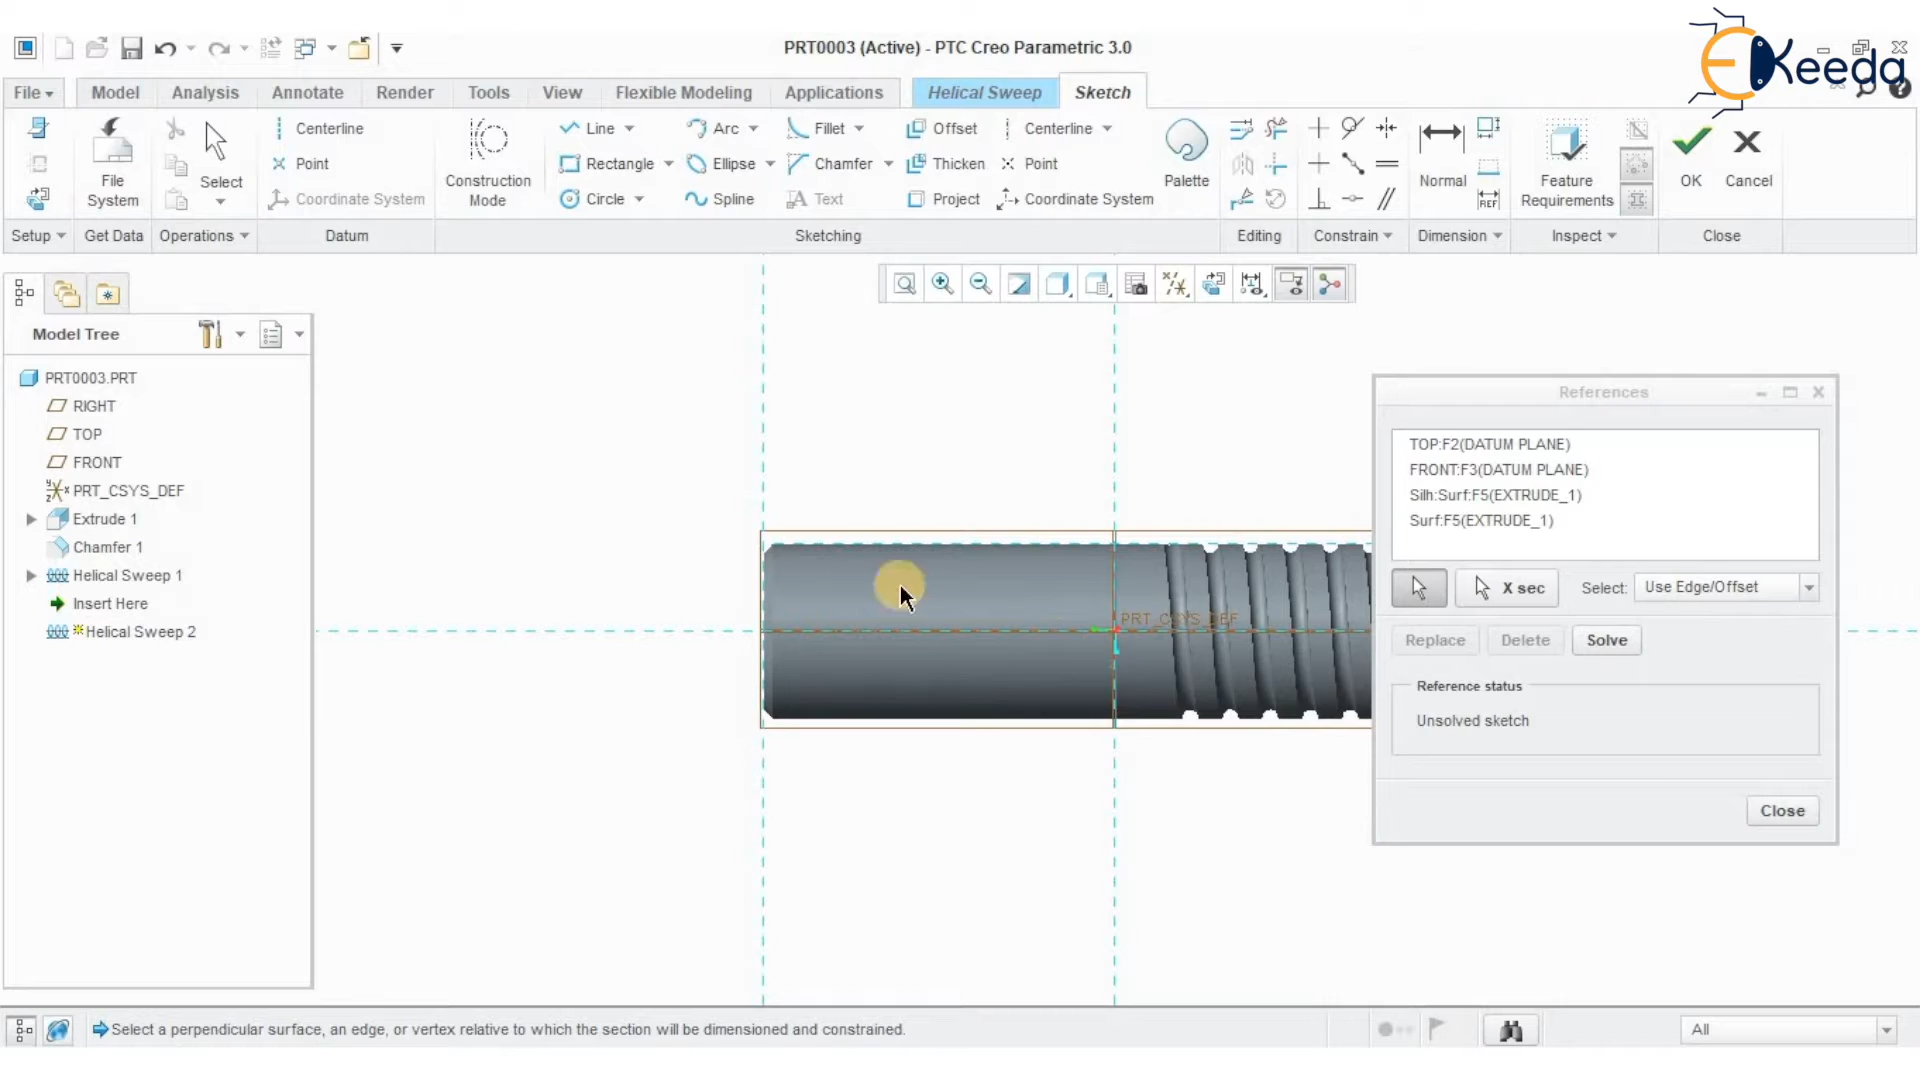 PRT0003 (Active) - PTC Creo Parametric 3.0
EKeeda
File Model Analysis Annotate Render Tools View Flexible Modeling Applications Helical Sweep Sketch
Centerline Line Arc Fillet Offset Centerline
Point Rectangle Ellipse Chamfer Thicken Point
File System Select Coordinate System Construction Mode Circle Spline Text Project Coordinate System Palette Normal REF Feature Requirements OK Cancel
Setup Get Data Operations Datum Sketching Editing Constrain Dimension Inspect Close
Model Tree
PRT0003.PRT
RIGHT
TOP
FRONT
PRT_CSYS_DEF
Extrude 1
Chamfer 1
Helical Sweep 1
Insert Here
Helical Sweep 2
PRT_CSYS_DEF
References
TOP:F2(DATUM PLANE)
FRONT:F3(DATUM PLANE)
Silh:Surf:F5(EXTRUDE_1)
Surf:F5(EXTRUDE_1)
X sec Select: Use Edge/Offset
Replace Delete Solve
Reference status
Unsolved sketch
Close
Select a perpendicular surface, an edge, or vertex relative to which the section will be dimensioned and constrained.
All